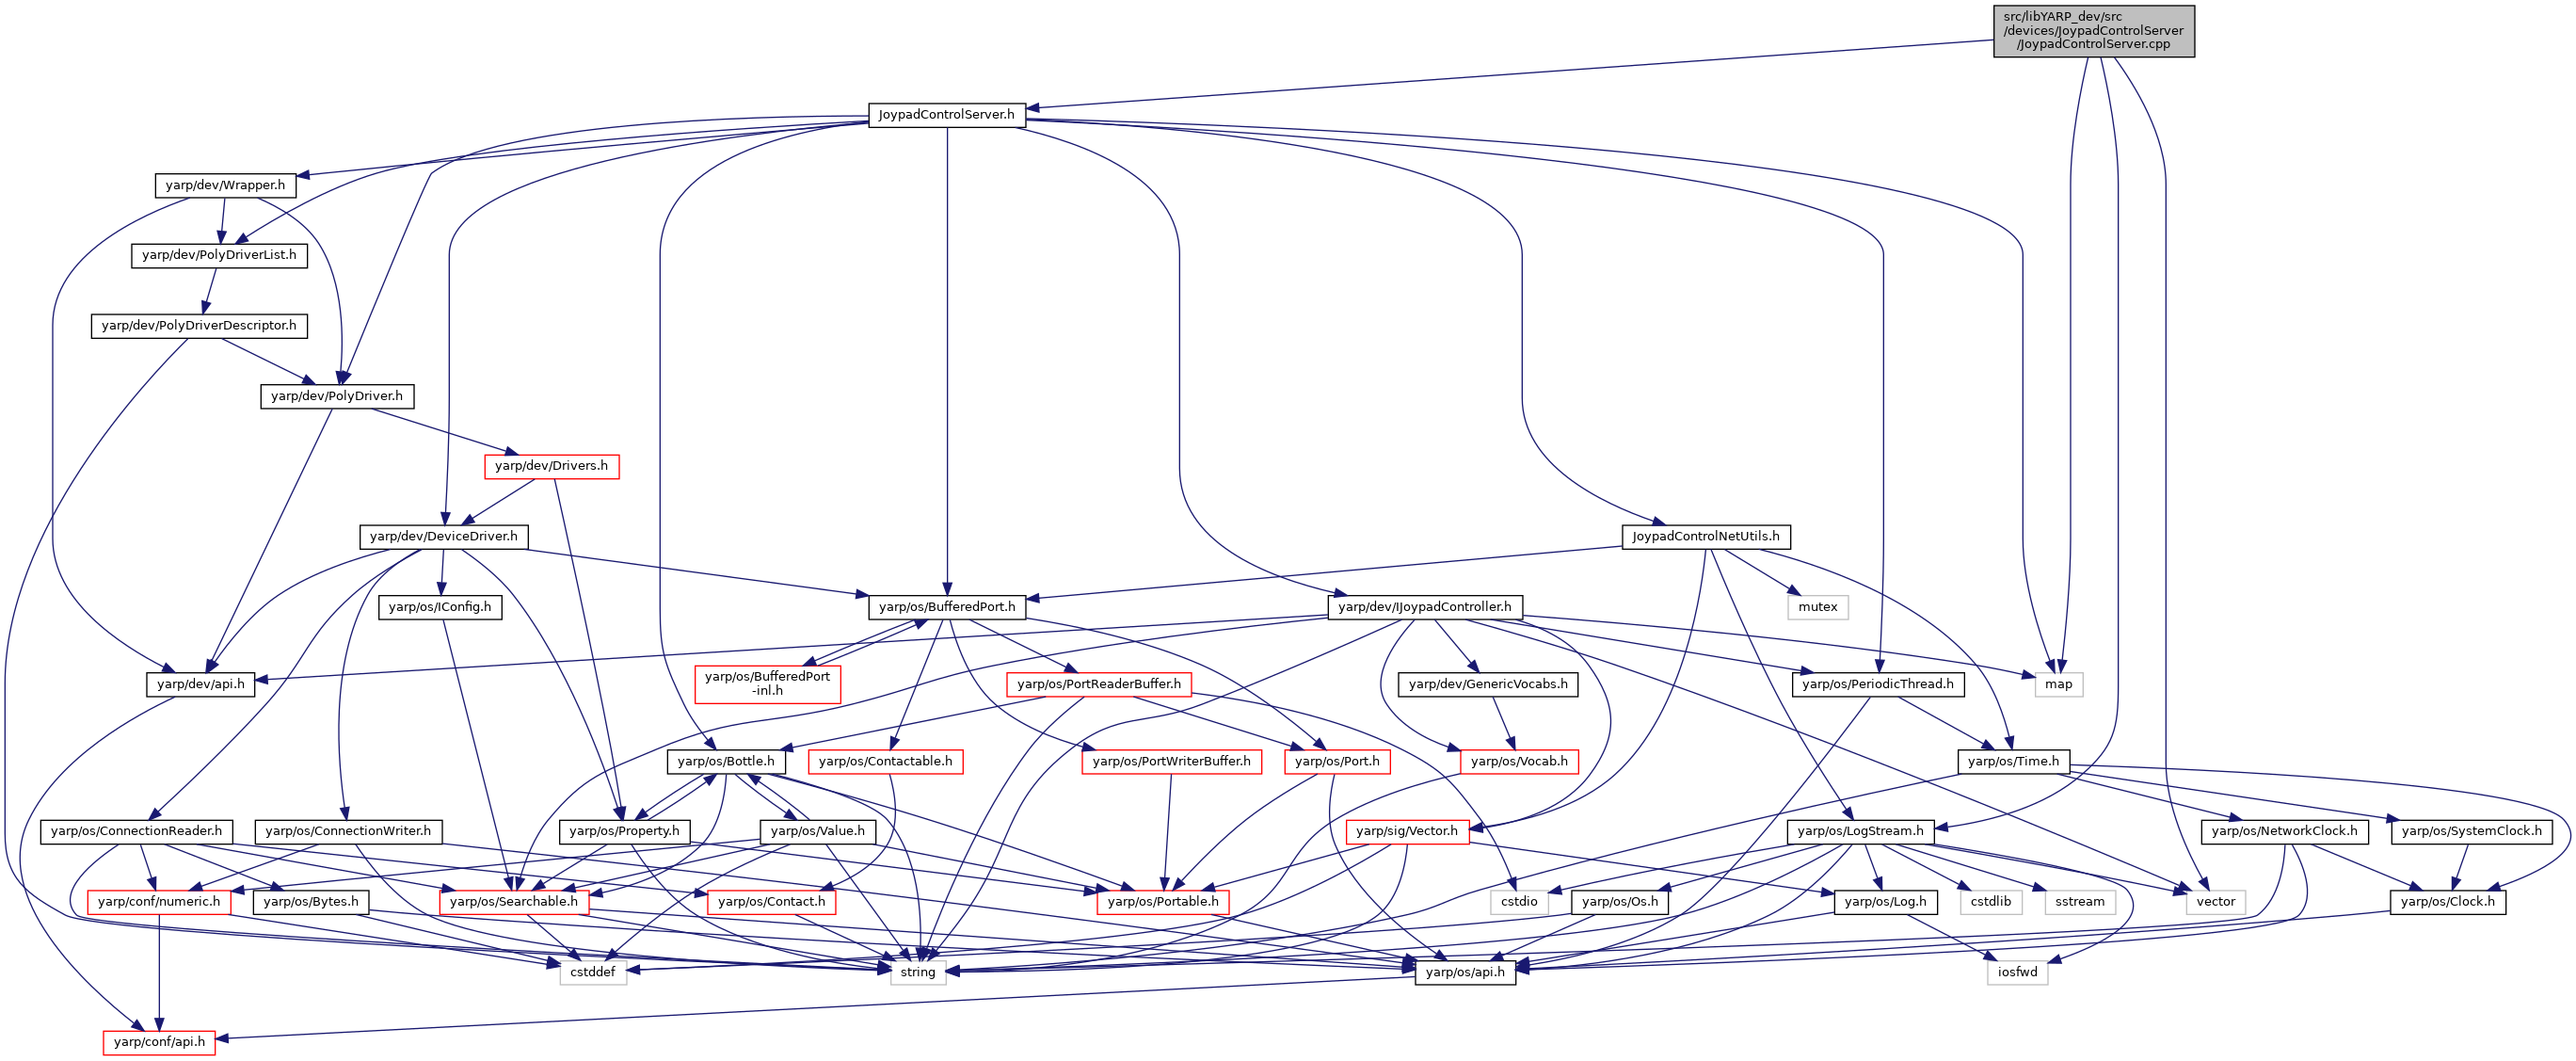 src/libYARP_dev/src
/devices/JoypadControlServer
/JoypadControlServer.cpp
JoypadControlServer.h
yarp/dev/Wrapper.h
yarp/dev/PolyDriverList.h
yarp/dev/PolyDriverDescriptor.h
yarp/dev/PolyDriver.h
yarp/dev/Drivers.h
yarp/dev/DeviceDriver.h
JoypadControlNetUtils.h
yarp/os/IConfig.h
yarp/os/BufferedPort.h
yarp/dev/IJoypadController.h
mutex
yarp/dev/api.h
yarp/os/BufferedPort
-inl.h
yarp/os/PortReaderBuffer.h
yarp/dev/GenericVocabs.h
yarp/os/PeriodicThread.h
map
yarp/os/Bottle.h
yarp/os/Contactable.h
yarp/os/PortWriterBuffer.h
yarp/os/Port.h
yarp/os/Vocab.h
yarp/os/Time.h
yarp/os/ConnectionReader.h
yarp/os/ConnectionWriter.h
yarp/os/Property.h
yarp/os/Value.h
yarp/sig/Vector.h
yarp/os/LogStream.h
yarp/os/NetworkClock.h
yarp/os/SystemClock.h
yarp/conf/numeric.h
yarp/os/Bytes.h
yarp/os/Searchable.h
yarp/os/Contact.h
yarp/os/Portable.h
cstdio
yarp/os/Os.h
yarp/os/Log.h
cstdlib
sstream
vector
yarp/os/Clock.h
cstddef
string
yarp/os/api.h
iosfwd
yarp/conf/api.h